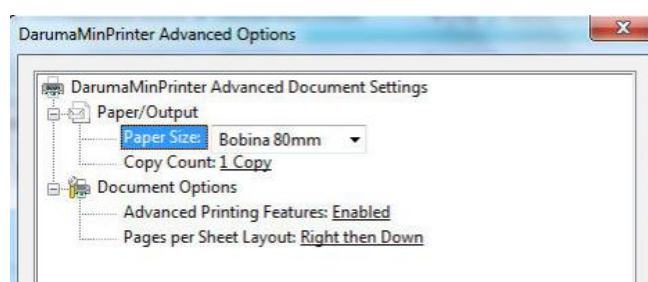 DarumaMinPrinter Advanced Options
DarumaMinPrinter Advanced Document Settings
Paper/Output
Paper Size: Bobina 80mm
Copy Count: 1 Copy
Document Options
Advanced Printing Features: Enabled
Pages per Sheet Layout: Right then Down